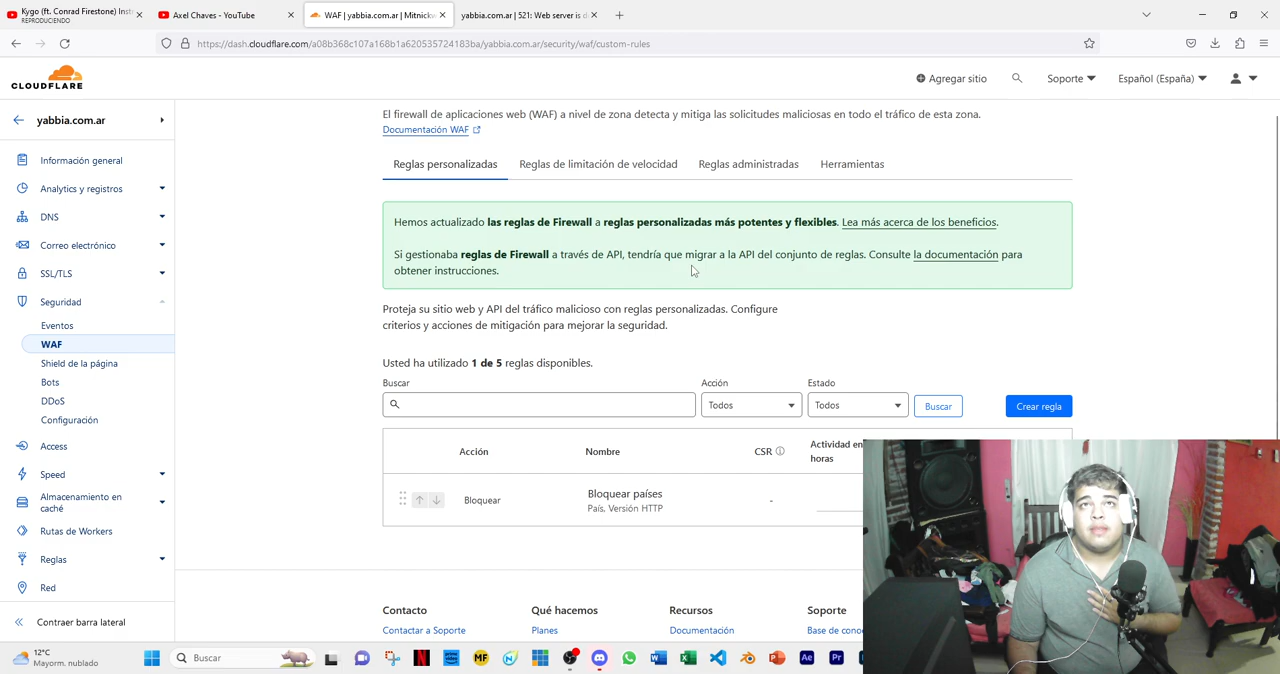 Kygo (ft. Conrad Firestone) Inst
REPRODUCIENDO
Axel Chaves - YouTube
WAF | yabbia.com.ar | Mitnickw
yabbia.com.ar | 521: Web server is d
https://dash.cloudflare.com/a08b368c107a168b1a620535724183ba/yabbia.com.ar/security/waf/custom-rules
CLOUDFLARE
Agregar sitio
Soporte
Español (España)
yabbia.com.ar
Información general
Analytics y registros
DNS
Correo electrónico
SSL/TLS
Seguridad
Eventos
WAF
Shield de la página
Bots
DDoS
Configuración
Access
Speed
Almacenamiento en
caché
Rutas de Workers
Reglas
Red
Contraer barra lateral
El firewall de aplicaciones web (WAF) a nivel de zona detecta y mitiga las solicitudes maliciosas en todo el tráfico de esta zona.
Documentación WAF
Reglas personalizadas
Reglas de limitación de velocidad
Reglas administradas
Herramientas
Hemos actualizado las reglas de Firewall a reglas personalizadas más potentes y flexibles. Lea más acerca de los beneficios.
Si gestionaba reglas de Firewall a través de API, tendría que migrar a la API del conjunto de reglas. Consulte la documentación para
obtener instrucciones.
Proteja su sitio web y API del tráfico malicioso con reglas personalizadas. Configure
criterios y acciones de mitigación para mejorar la seguridad.
Usted ha utilizado 1 de 5 reglas disponibles.
Buscar
Acción
Estado
Todos
Todos
Buscar
Crear regla
Acción
Nombre
CSR
Actividad en
horas
Bloquear
Bloquear países
País, Versión HTTP
-
Contacto
Qué hacemos
Recursos
Soporte
Contactar a Soporte
Planes
Documentación
Base de cono
12°C
Mayorm. nublado
Buscar